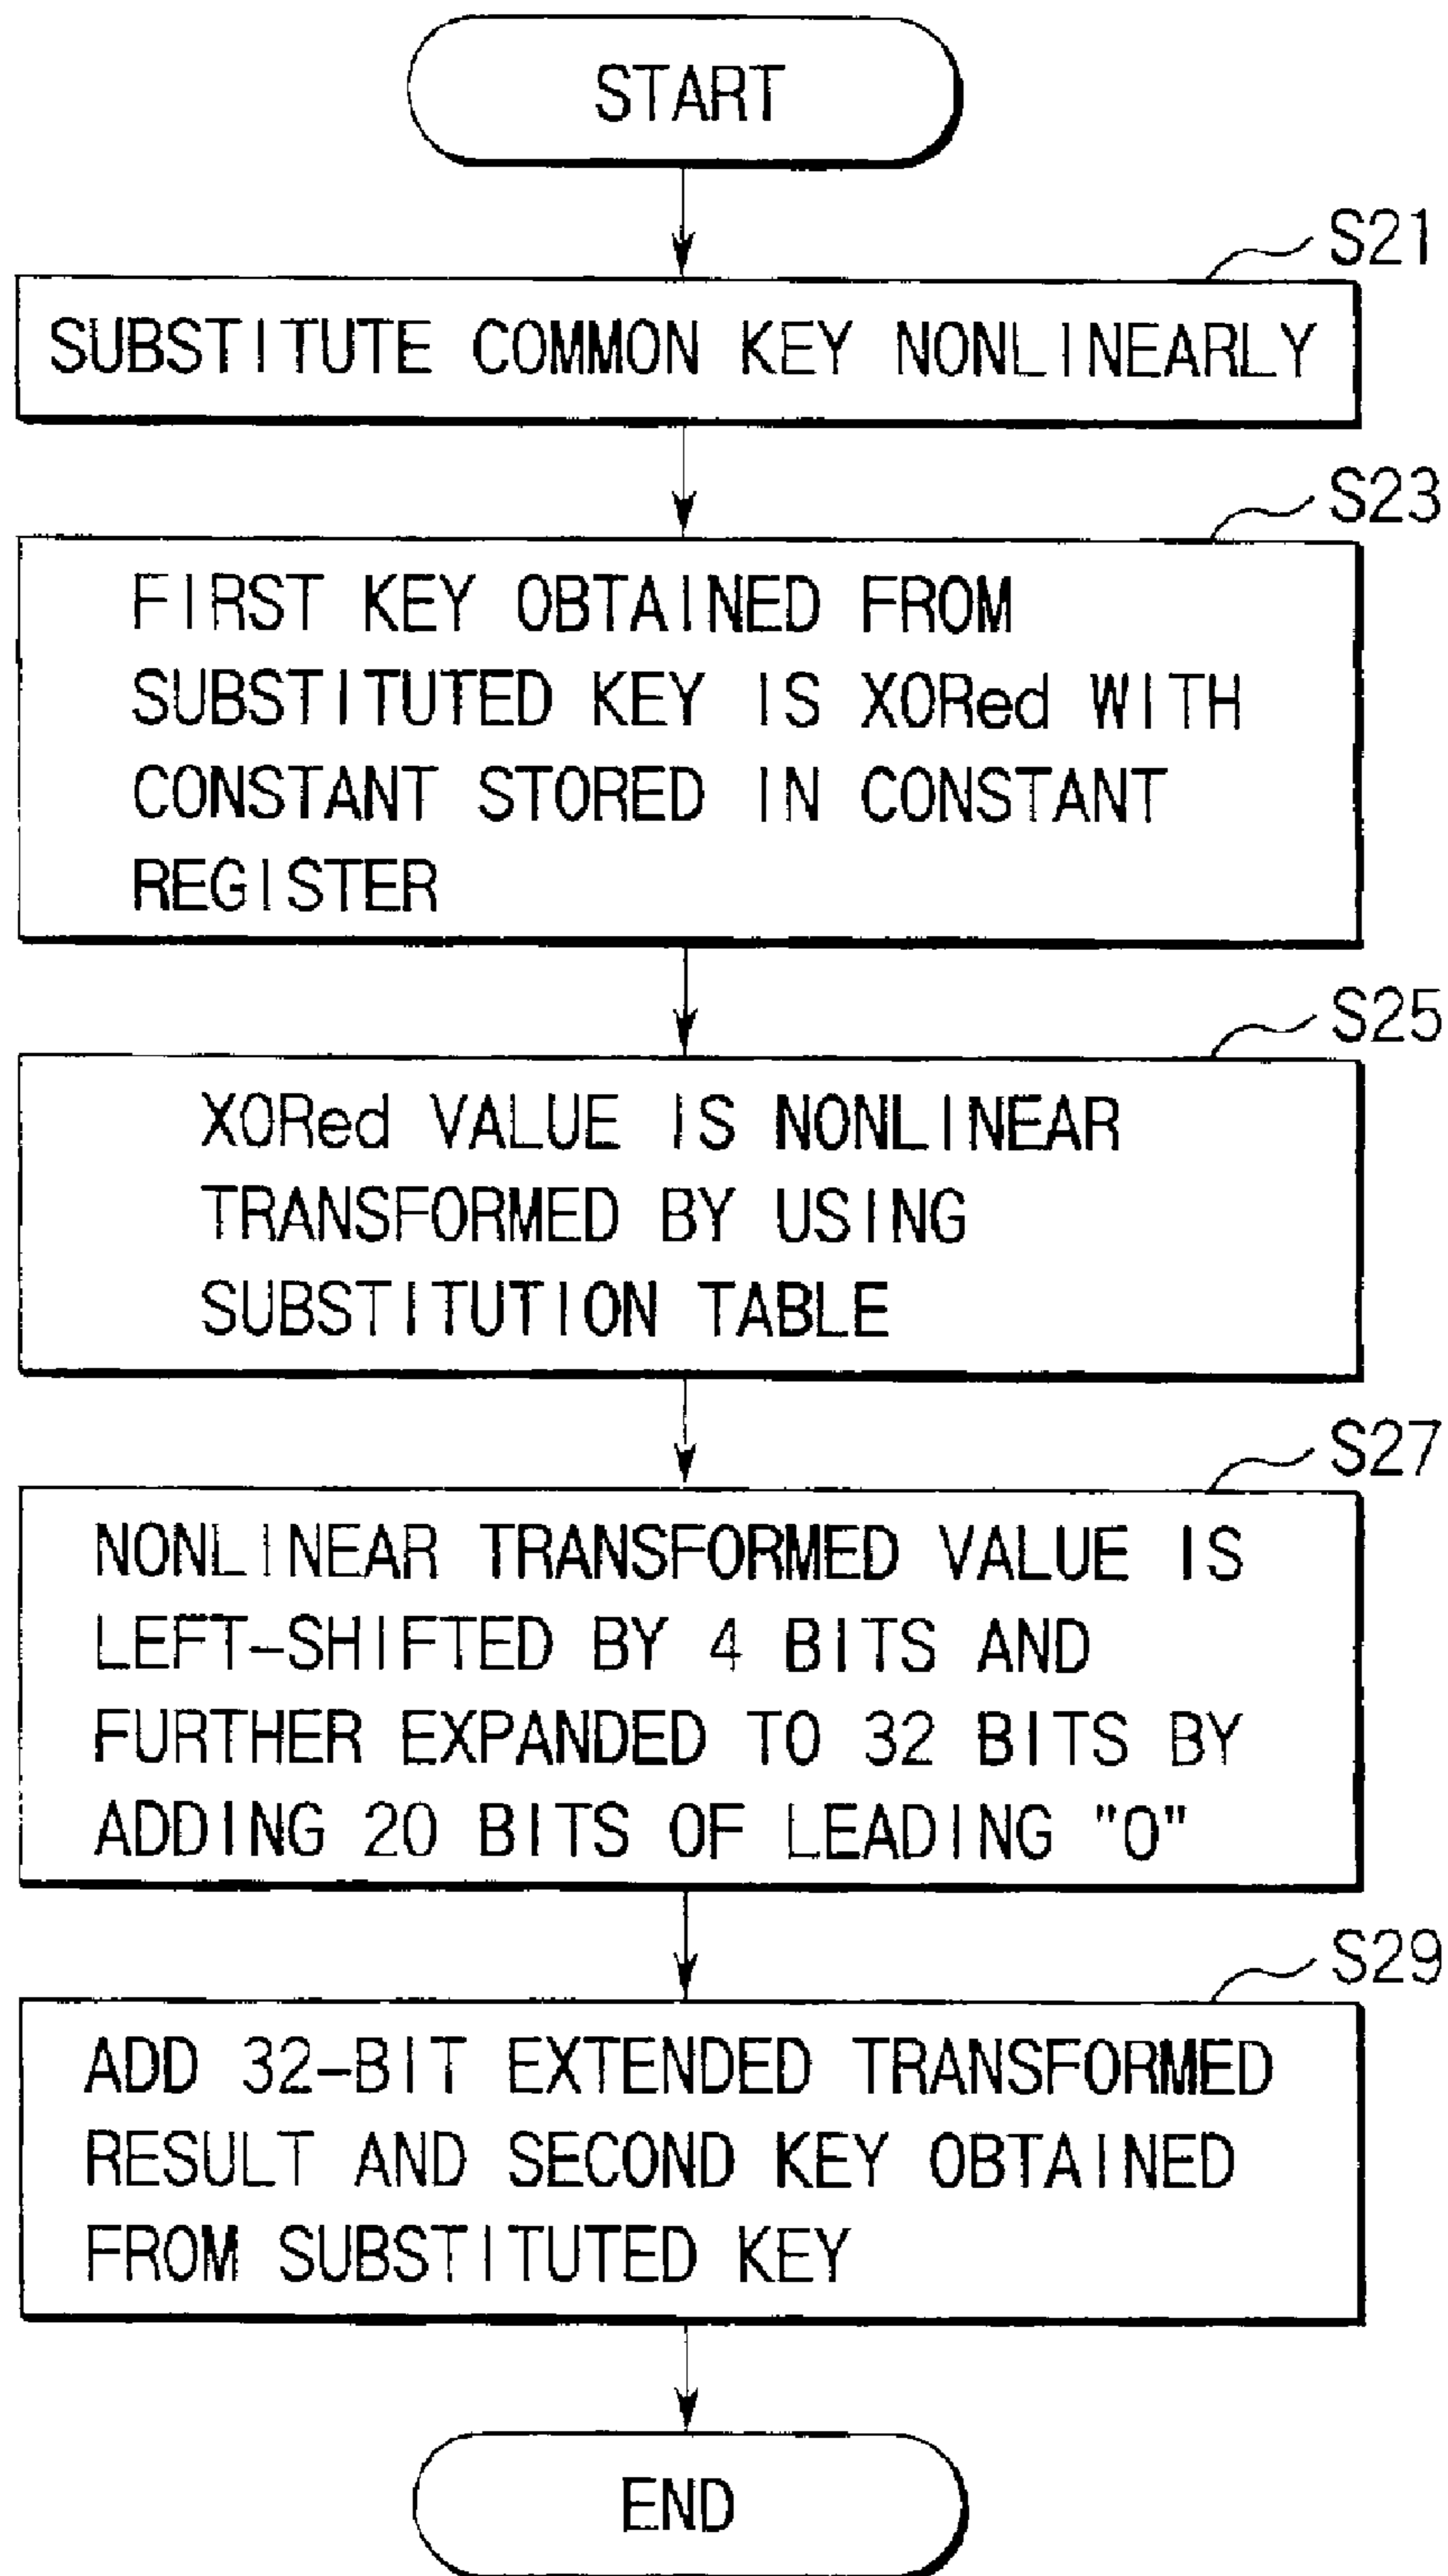 START
S21
SUBSTITUTE COMMON KEY NONLINEARLY
S23
FIRST KEY OBTAINED FROM
SUBSTITUTED KEY IS XORed WITH
CONSTANT STORED IN CONSTANT
REGISTER
S25
XORed VALUE IS NONLINEAR
TRANSFORMED BY USING
SUBSTITUTION TABLE
S27
NONLINEAR TRANSFORMED VALUE IS
LEFT-SHIFTED BY 4 BITS AND
FURTHER EXPANDED TO 32 BITS BY
ADDING 20 BITS OF LEADING "0"
S29
ADD 32-BIT EXTENDED TRANSFORMED
RESULT AND SECOND KEY OBTAINED
FROM SUBSTITUTED KEY
END